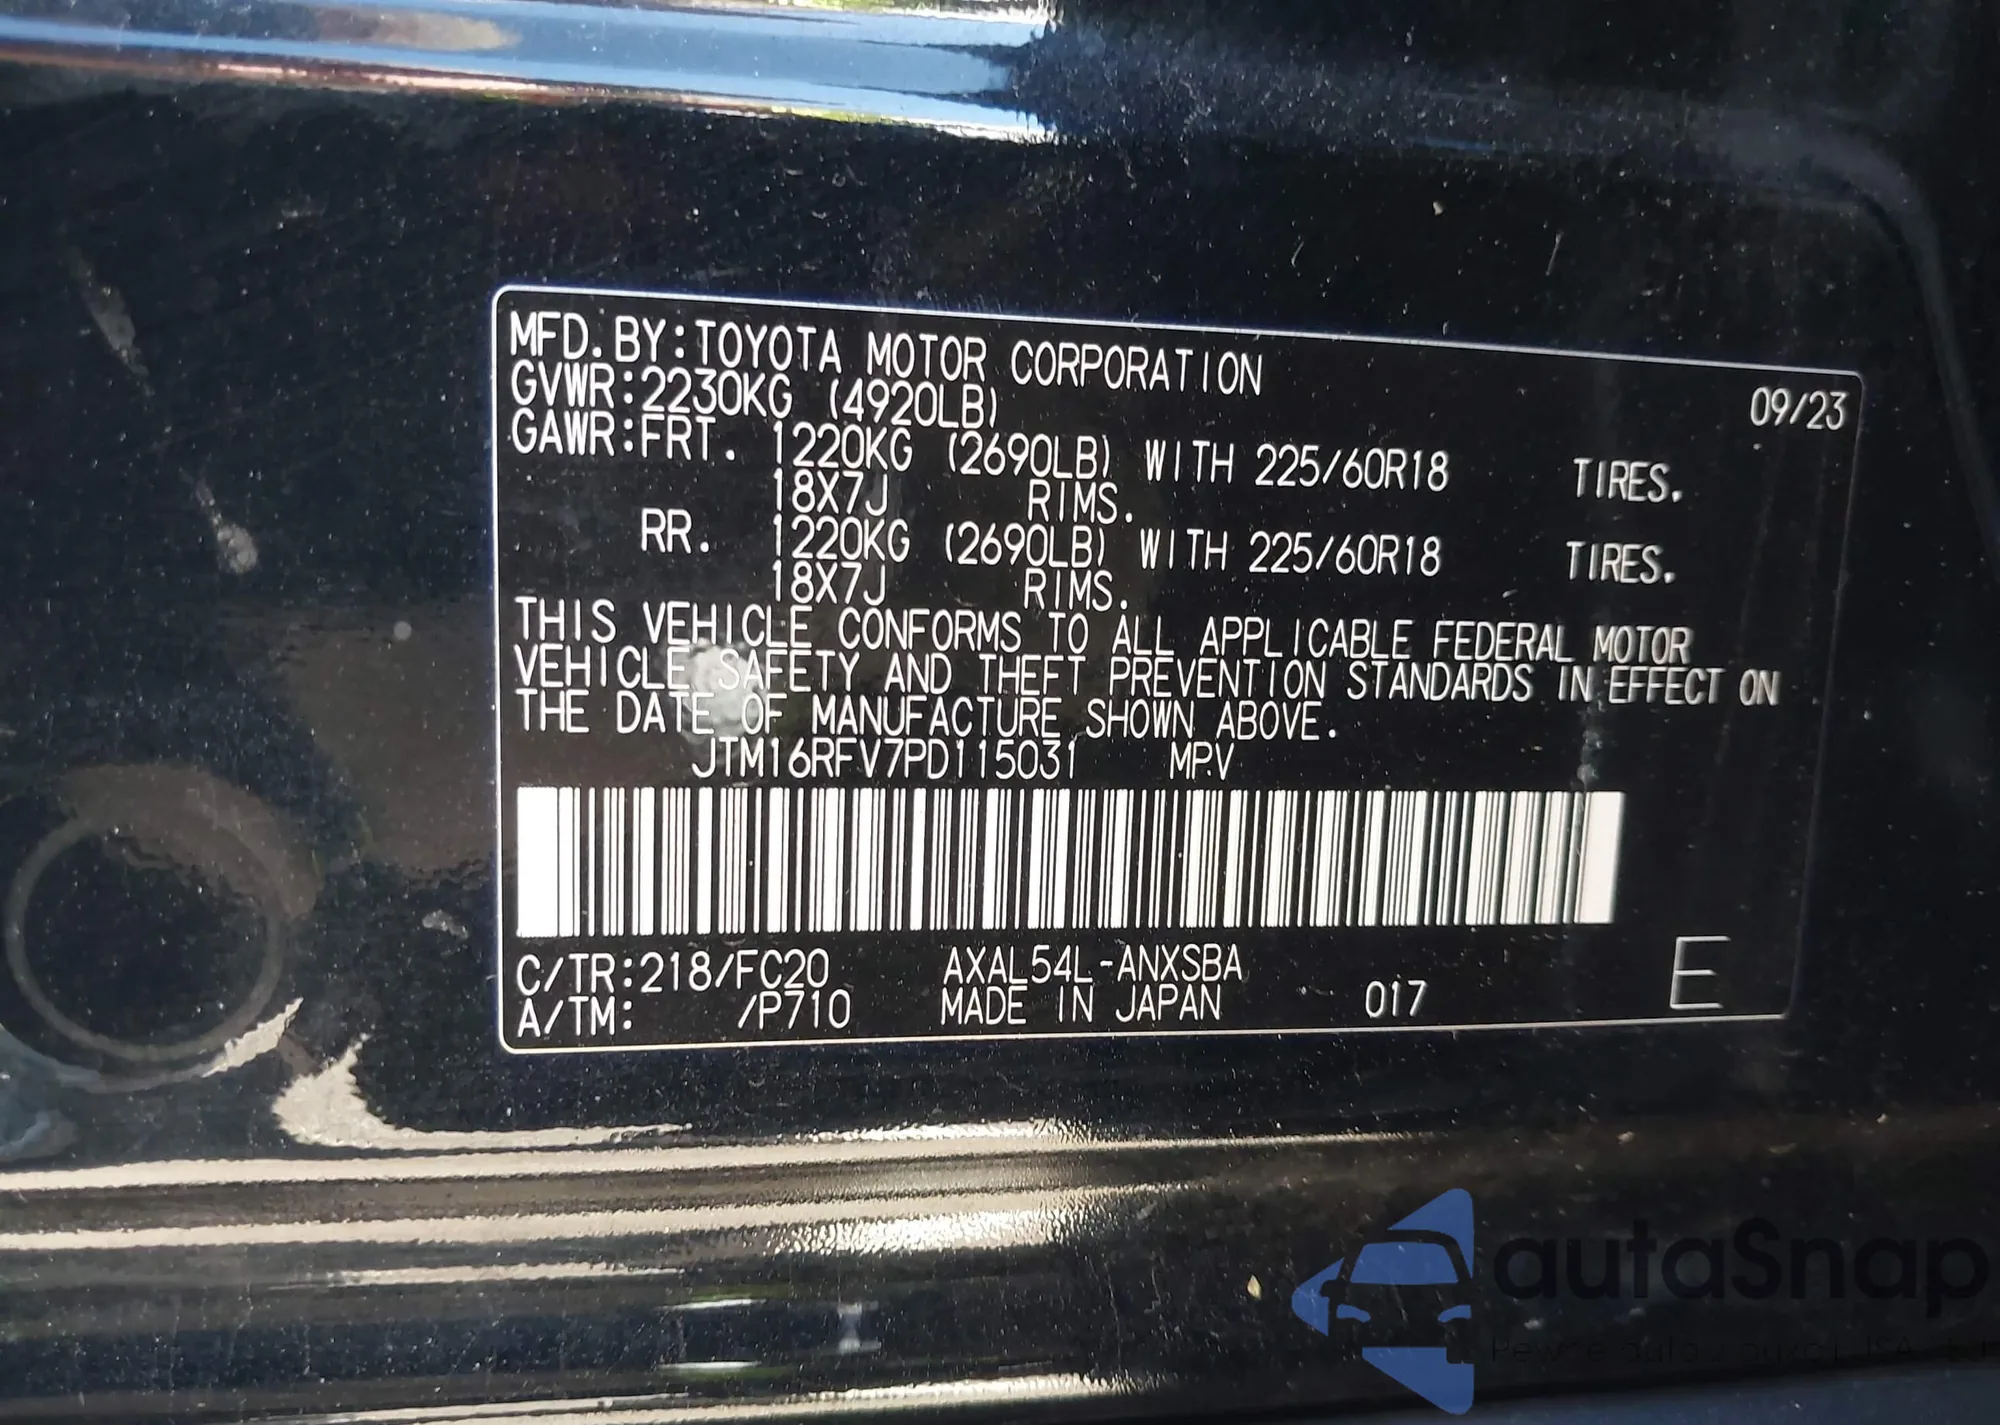 MFD. BY: TOYOTA MOTOR CORPORATION 09/23
GVWR: 2230KG (4920LB)
GAWR: FRT. 1220KG (2690LB) WITH 225/60R18 TIRES.
18X7J RIMS.
RR. 1220KG (2690LB) WITH 225/60R18 TIRES.
18X7J RIMS.
THIS VEHICLE CONFORMS TO ALL APPLICABLE FEDERAL MOTOR
VEHICLE SAFETY AND THEFT PREVENTION STANDARDS IN EFFECT ON
THE DATE OF MANUFACTURE SHOWN ABOVE.
JTM16RFV7PD115031 MPV
C/TR: 218/FC20 AXAL54L-ANXSBA
A/TM: /P710 MADE IN JAPAN 017 E
autaSnap